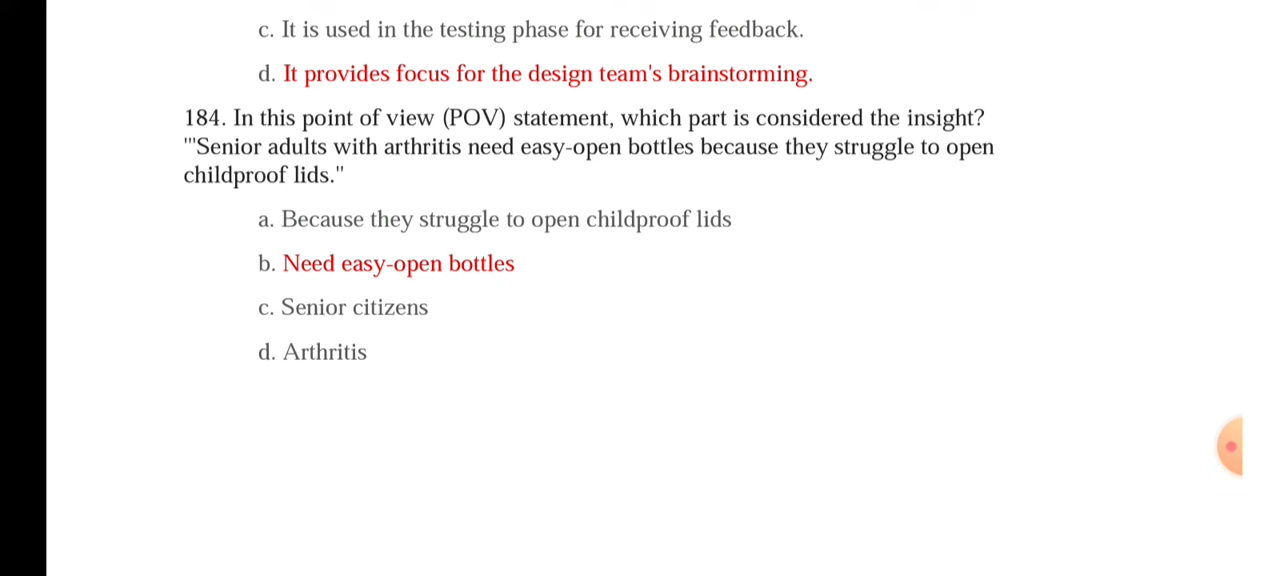 c. It is used in the testing phase for receiving feedback.
d. It provides focus for the design team's brainstorming.
184. In this point of view (POV) statement, which part is considered the insight?
"'Senior adults with arthritis need easy-open bottles because they struggle to open
childproof lids."
a. Because they struggle to open childproof lids
b. Need easy-open bottles
c. Senior citizens
d. Arthritis